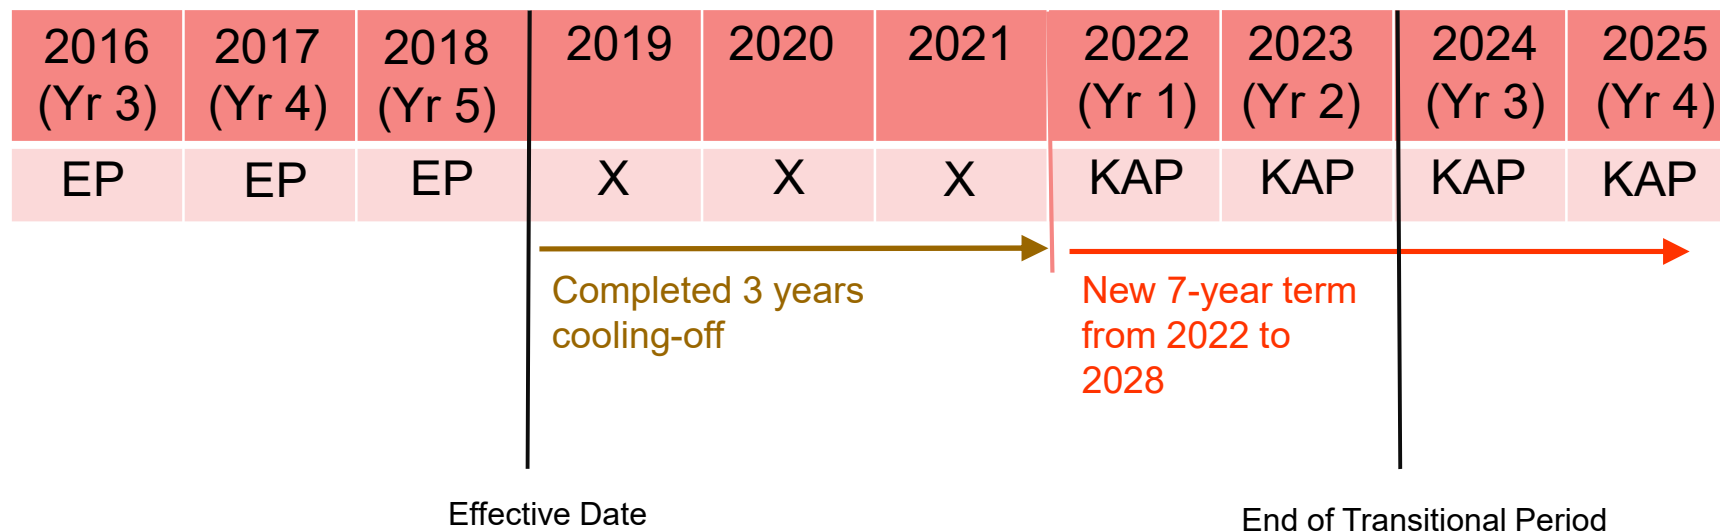 2016 2017 2018 2019 2020 2021 2022 2023 2024 2025
(Yr 3) (Yr 4) (Yr 5) (Yr 1) (Yr 2) (Yr 3) (Yr 4)
EP EP EP X X X KAP KAP KAP KAP
Completed 3 years
cooling-off
New 7-year term
from 2022 to
2028
Effective Date
End of Transitional Period